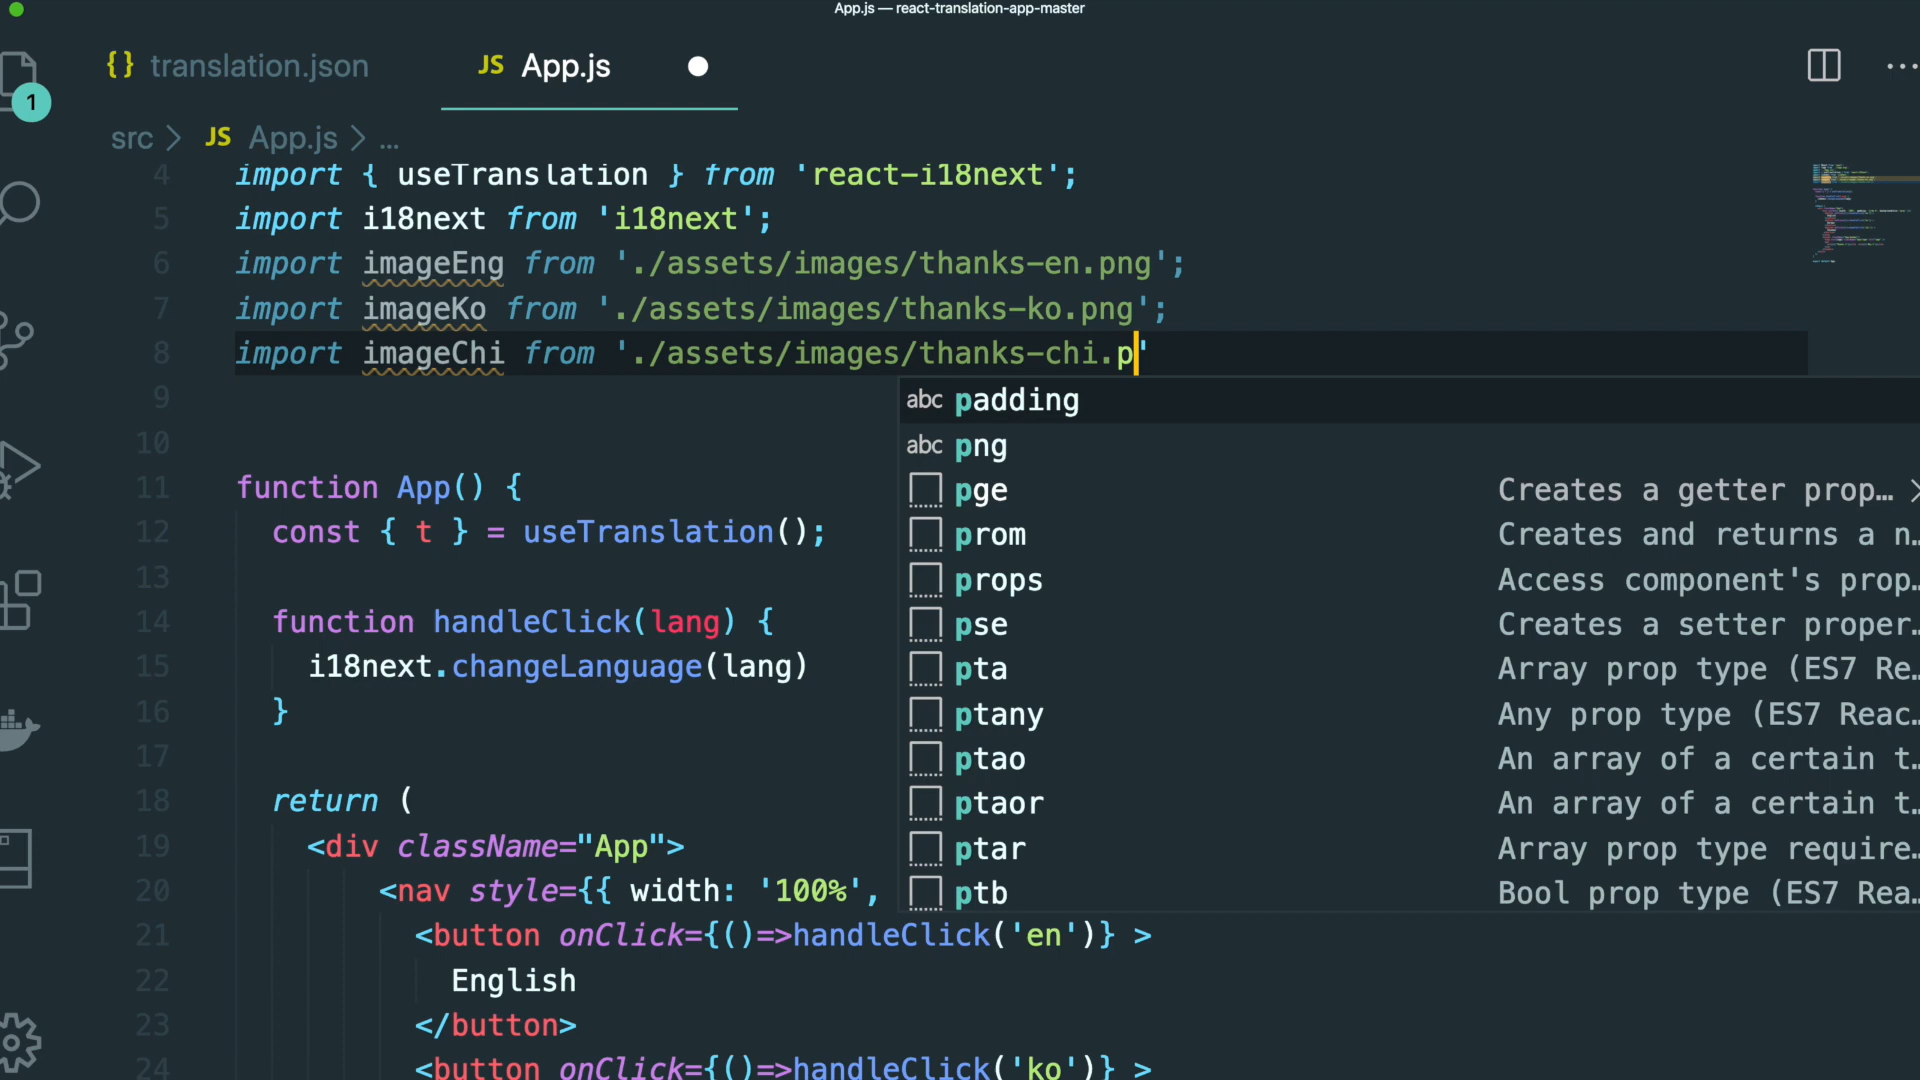 App.js — react-translation-app-master
{} translation.json
JS App.js
1
src > JS App.js > ...
4 import { useTranslation } from 'react-i18next';
5 import i18next from 'i18next';
6 import imageEng from './assets/images/thanks-en.png';
7 import imageKo from './assets/images/thanks-ko.png';
8 import imageChi from './assets/images/thanks-chi.p'
9
10
11 function App() {
12 const { t } = useTranslation();
13
14 function handleClick(lang) {
15 i18next.changeLanguage(lang)
16 }
17
18 return (
19 <div className="App">
20 <nav style={{ width: '100%',
21 <button onClick={()=>handleClick('en')} >
22 English
23 </button>
24 <button onClick={()=>handleClick('ko')} >
abc padding
abc png
pge Creates a getter prop…
prom Creates and returns a n…
props Access component's prop…
pse Creates a setter proper…
pta Array prop type (ES7 Re…
ptany Any prop type (ES7 Reac…
ptao An array of a certain t…
ptaor An array of a certain t…
ptar Array prop type require…
ptb Bool prop type (ES7 Rea…